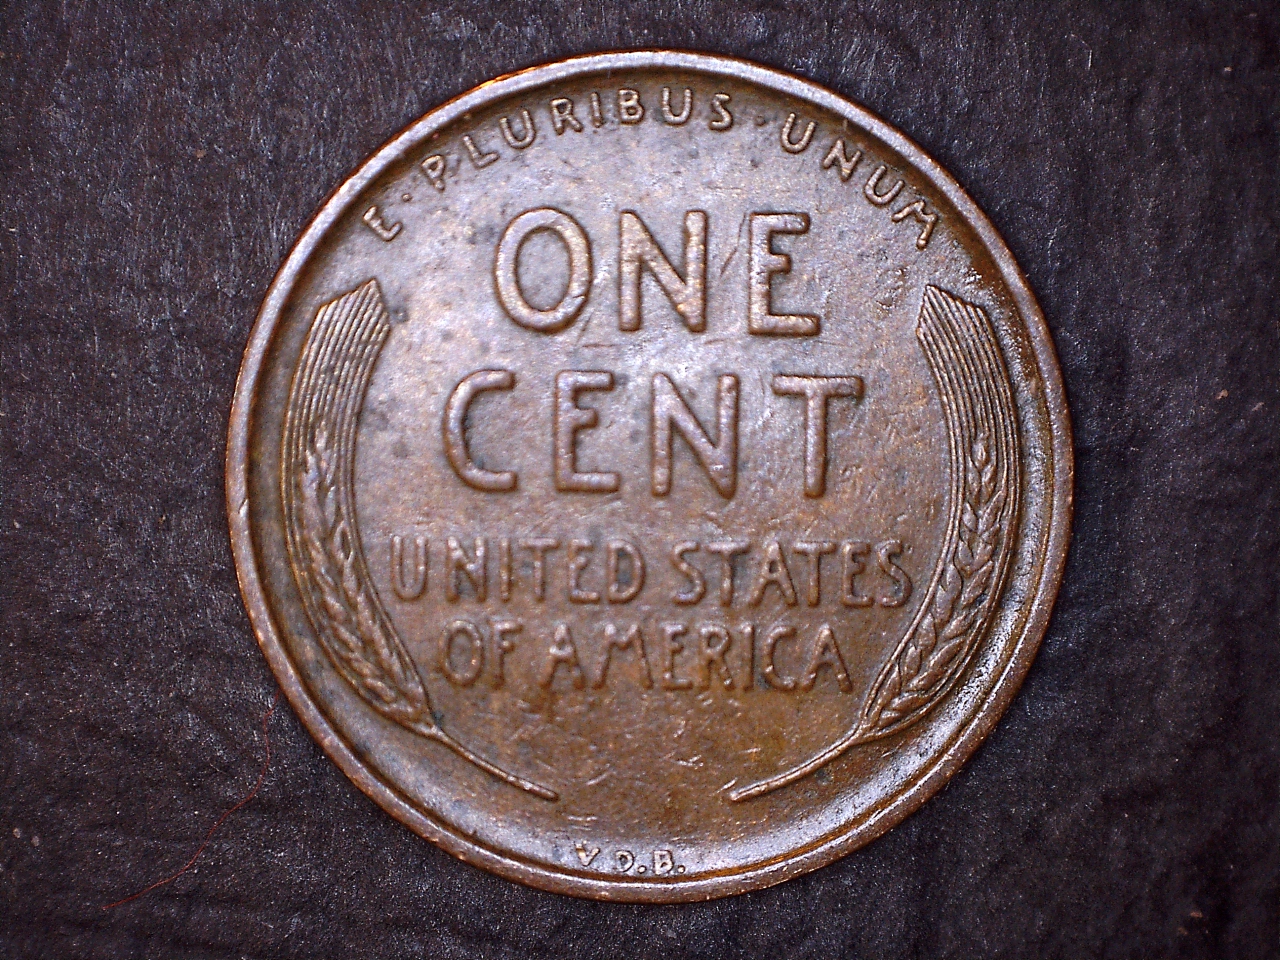 E·PLURIBUS·UNUM
ONE
CENT
UNITED STATES
OF AMERICA
V.D.B.